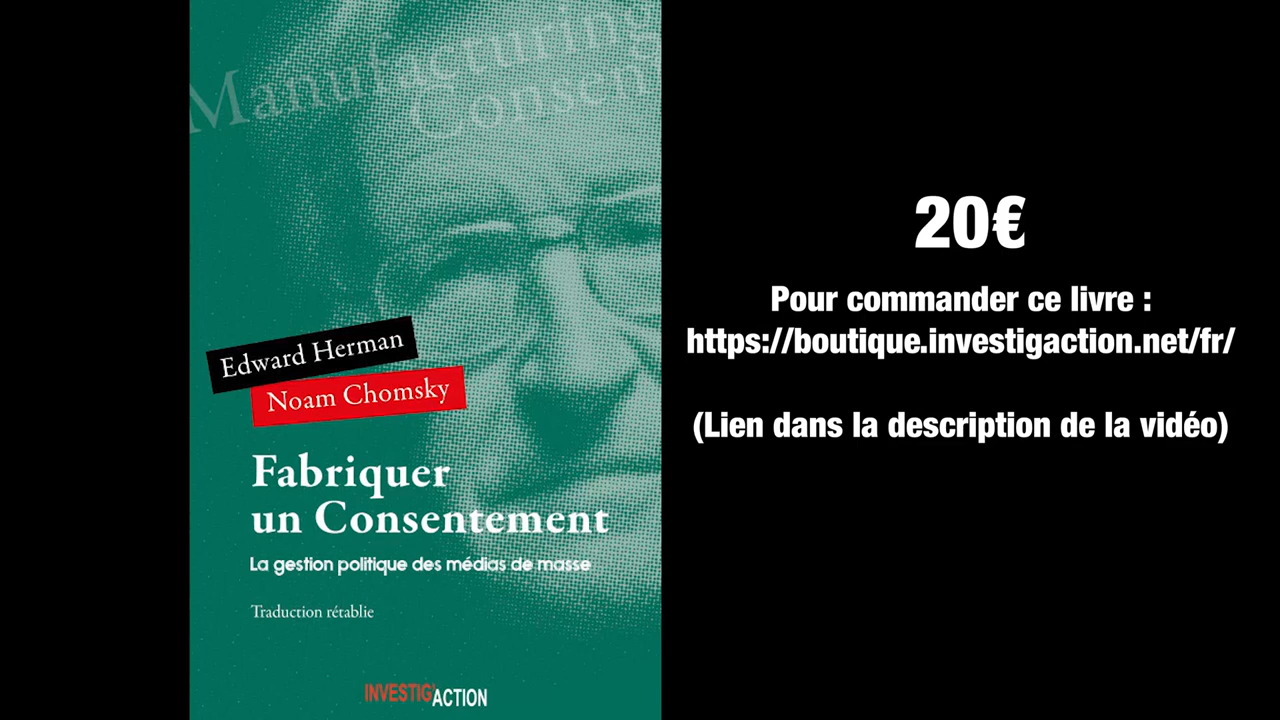 Manufacturing
Consen
Edward Herman
Noam Chomsky
Fabriquer
un Consentement
La gestion politique des médias de masse
Traduction rétablie
INVESTIG'ACTION
20€
Pour commander ce livre :
https://boutique.investigaction.net/fr/
(Lien dans la description de la vidéo)